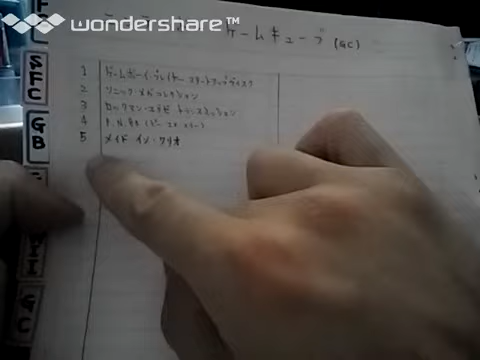 wondershare™
ゲームキューブ (GC)
SFC
GB
GC
1 ゲームボーイ・プレイヤー スタートアップディスク
2 ソニック メガコレクション
3 ロックマン・エグゼ トランスミッション
4
5 メイド イン・ワリオ